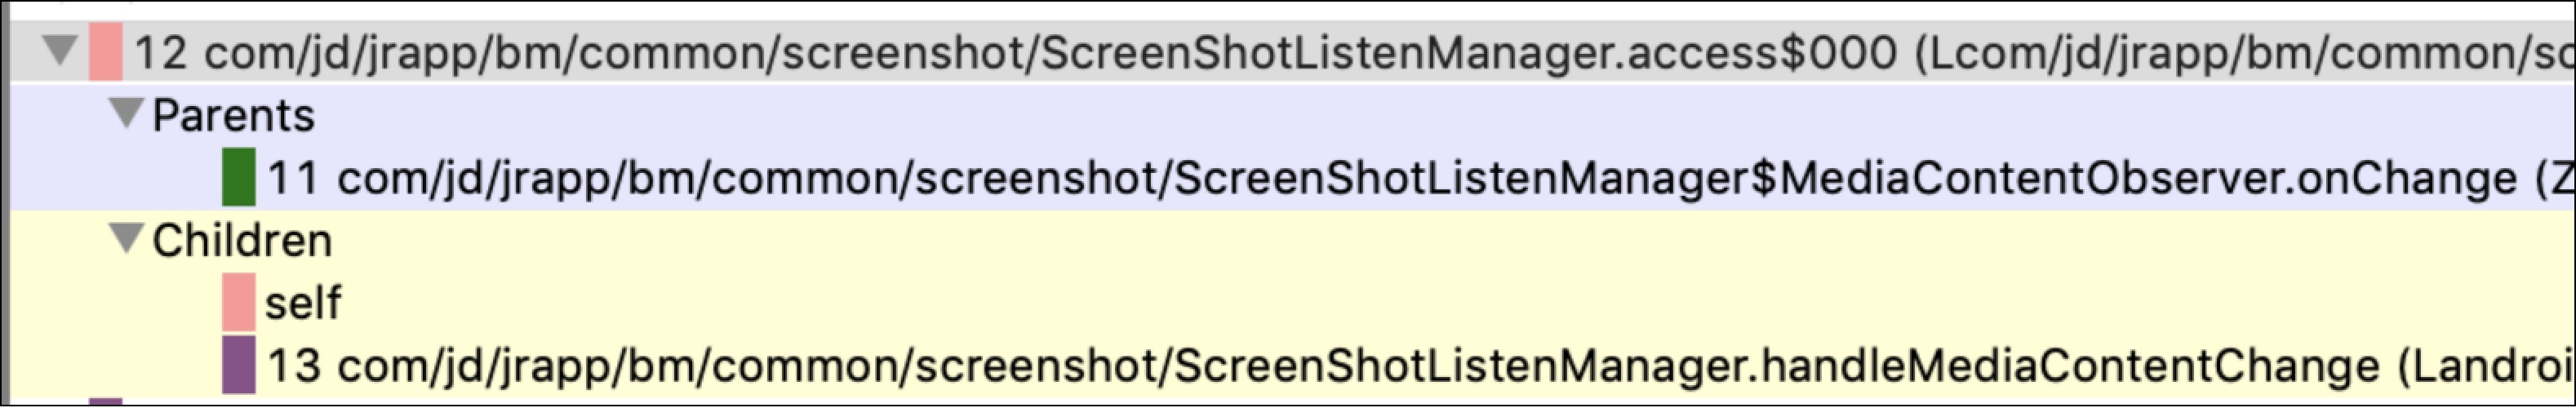 12 com/jd/jrapp/bm/common/screenshot/ScreenShotListenManager.access$000 (Lcom/jd/jrapp/bm/common/sc
Parents
11 com/jd/jrapp/bm/common/screenshot/ScreenShotListenManager$MediaContentObserver.onChange (Z
Children
self
13 com/jd/jrapp/bm/common/screenshot/ScreenShotListenManager.handleMediaContentChange (Landroi